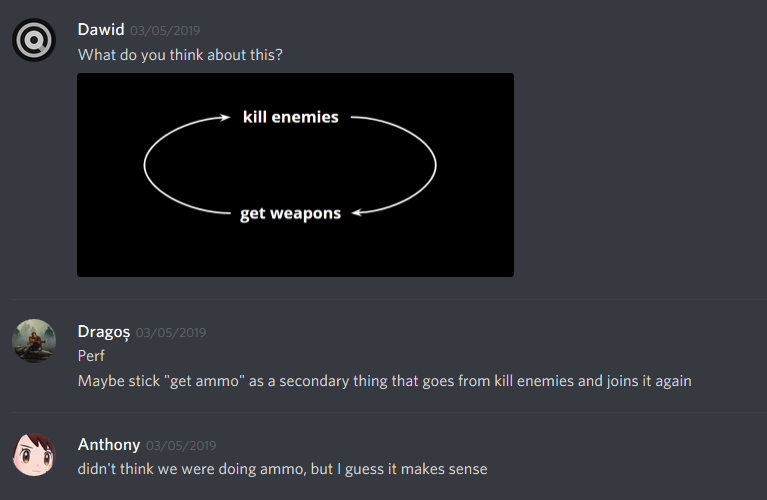 Dawid 03/05/2019
What do you think about this?
kill enemies
get weapons
Dragoș 03/05/2019
Perf
Maybe stick "get ammo" as a secondary thing that goes from kill enemies and joins it again
Anthony 03/05/2019
didn't think we were doing ammo, but I guess it makes sense